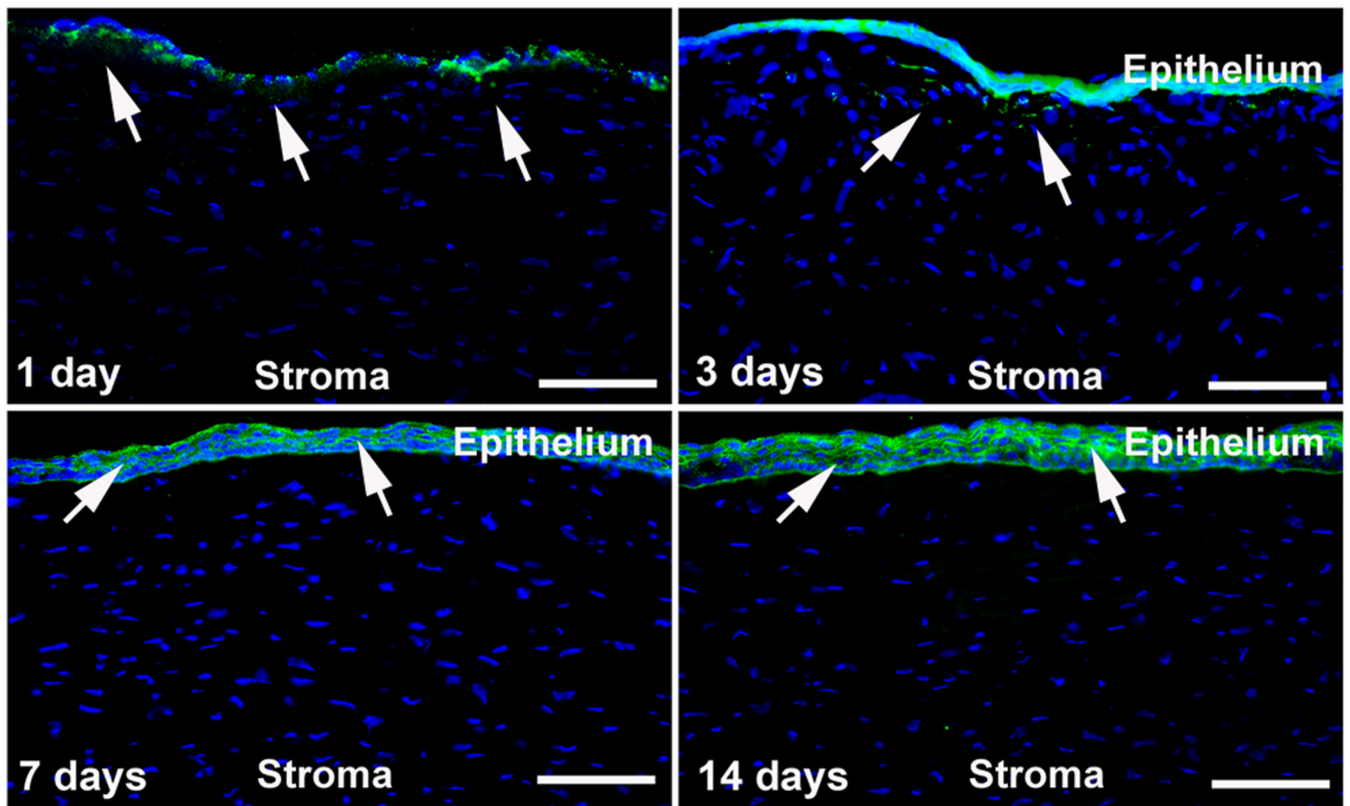 1 day
Stroma
Epithelium
3 days
Stroma
Epithelium
7 days
Stroma
Epithelium
14 days
Stroma